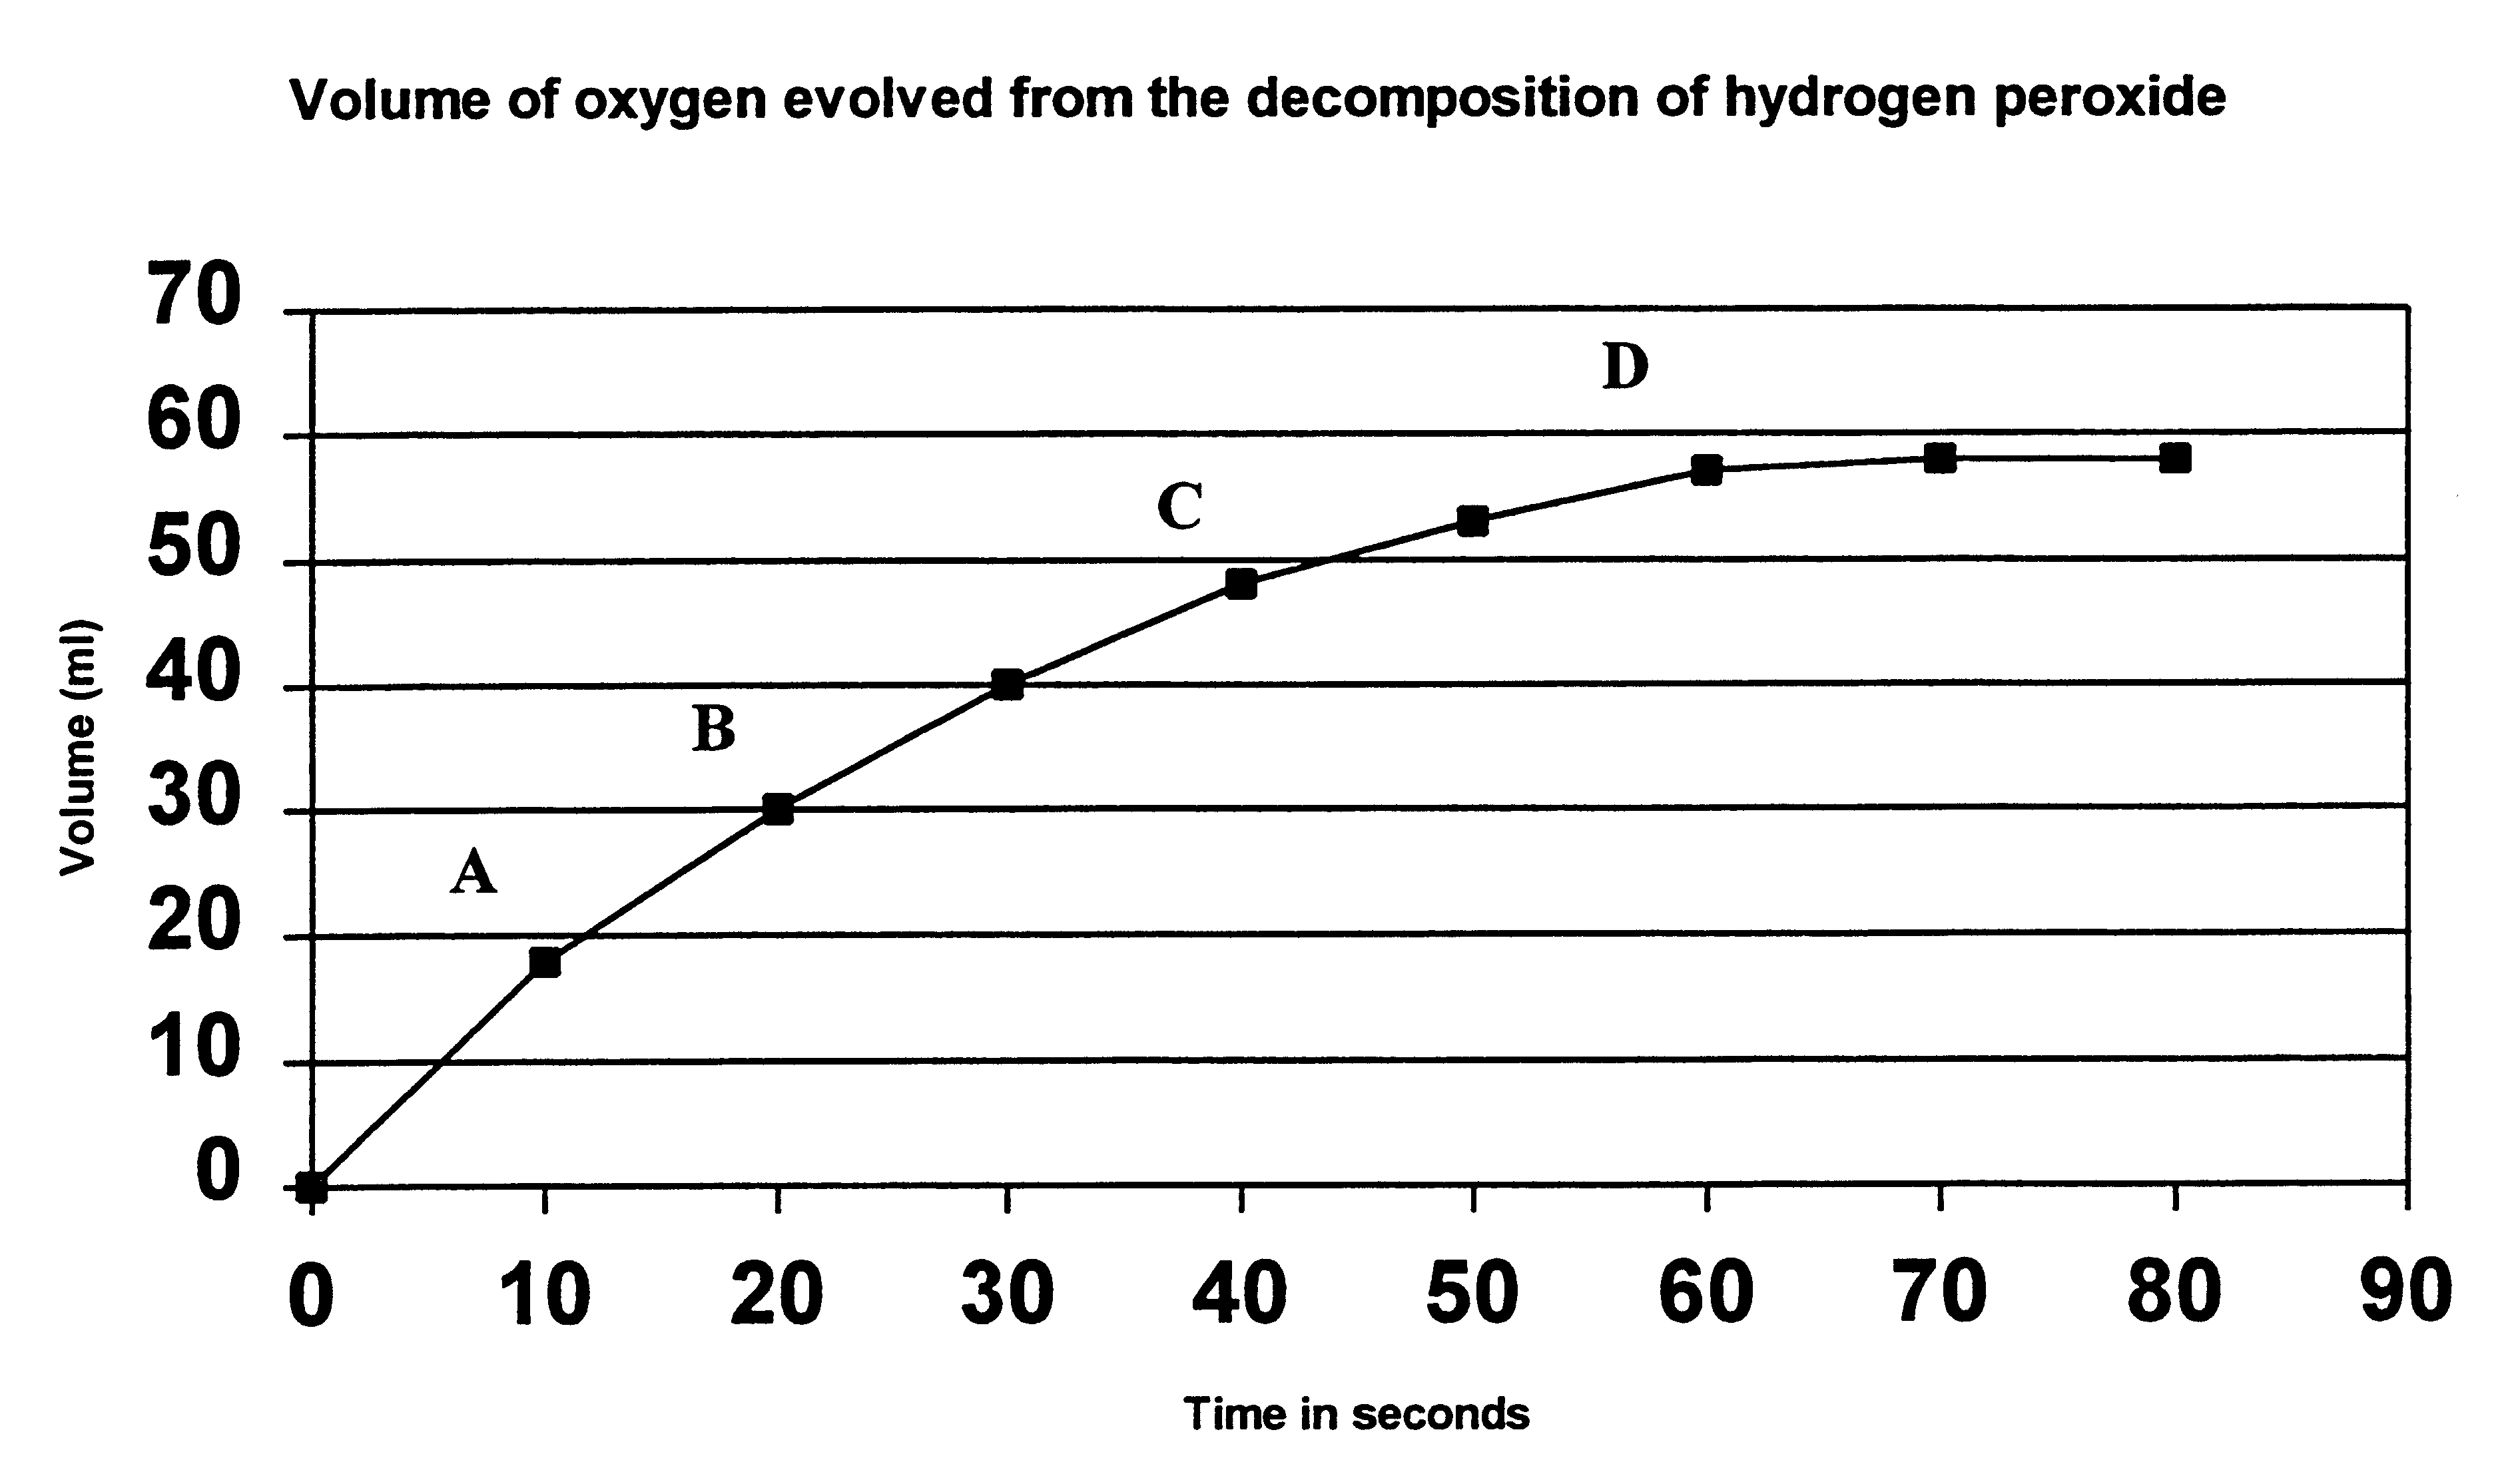 Volume of oxygen evolved from the decomposition of hydrogen peroxide
70
D
60
C
50
40
B
30
A
20
10
0
Volume (ml)
0 10 20 30 40 50 60 70 80 90
Time in seconds